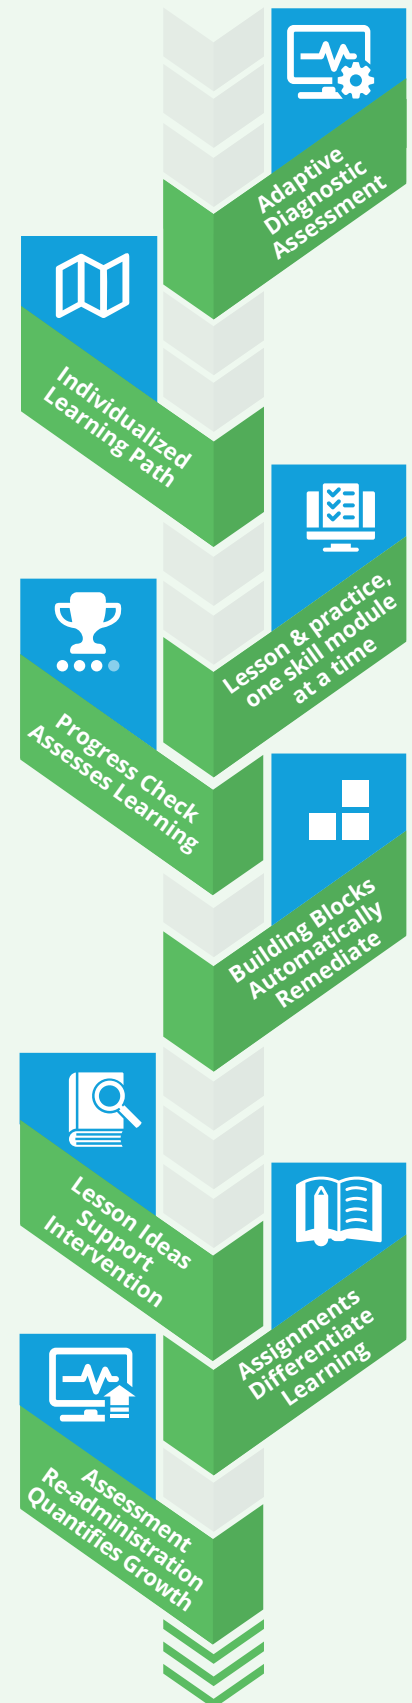 Adaptive
Diagnostic
Assessment
Individualized
Learning Path
Lesson & practice,
one skill module
at a time
Progress Check
Assesses Learning
Building Blocks
Automatically
Remediate
Lesson Ideas
Support
Intervention
Assignments
Differentiate
Learning
Assessment
Re-administration
Quantifies Growth